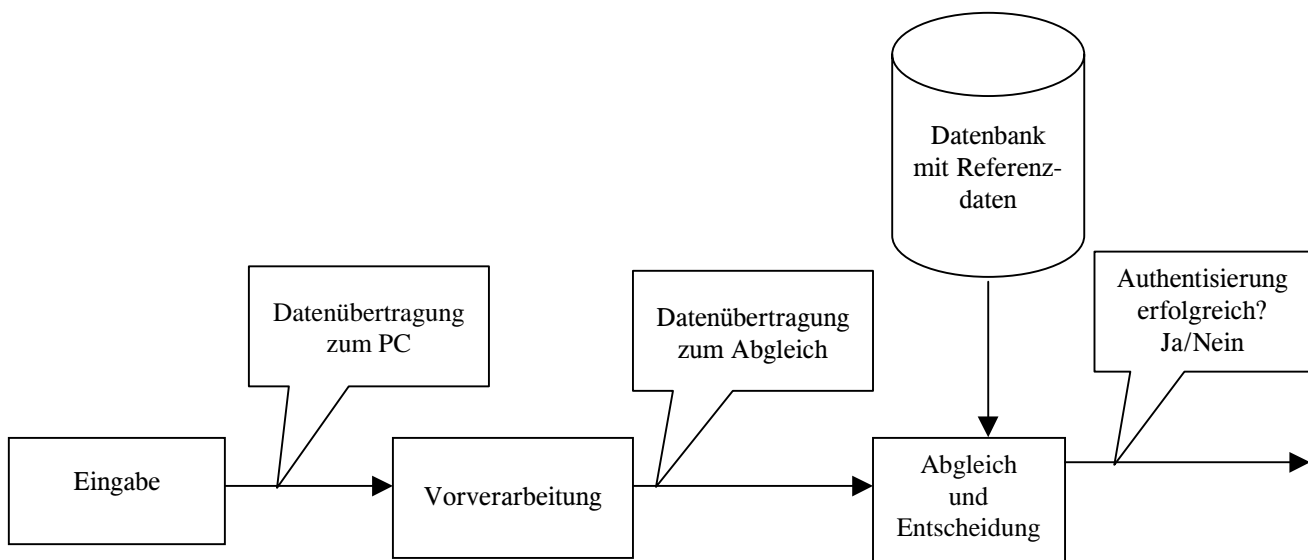 Datenbank
mit Referenz-
daten
Datenübertragung
zum PC
Datenübertragung
zum Abgleich
Authentisierung
erfolgreich?
Ja/Nein
Eingabe
Vorverarbeitung
Abgleich
und
Entscheidung